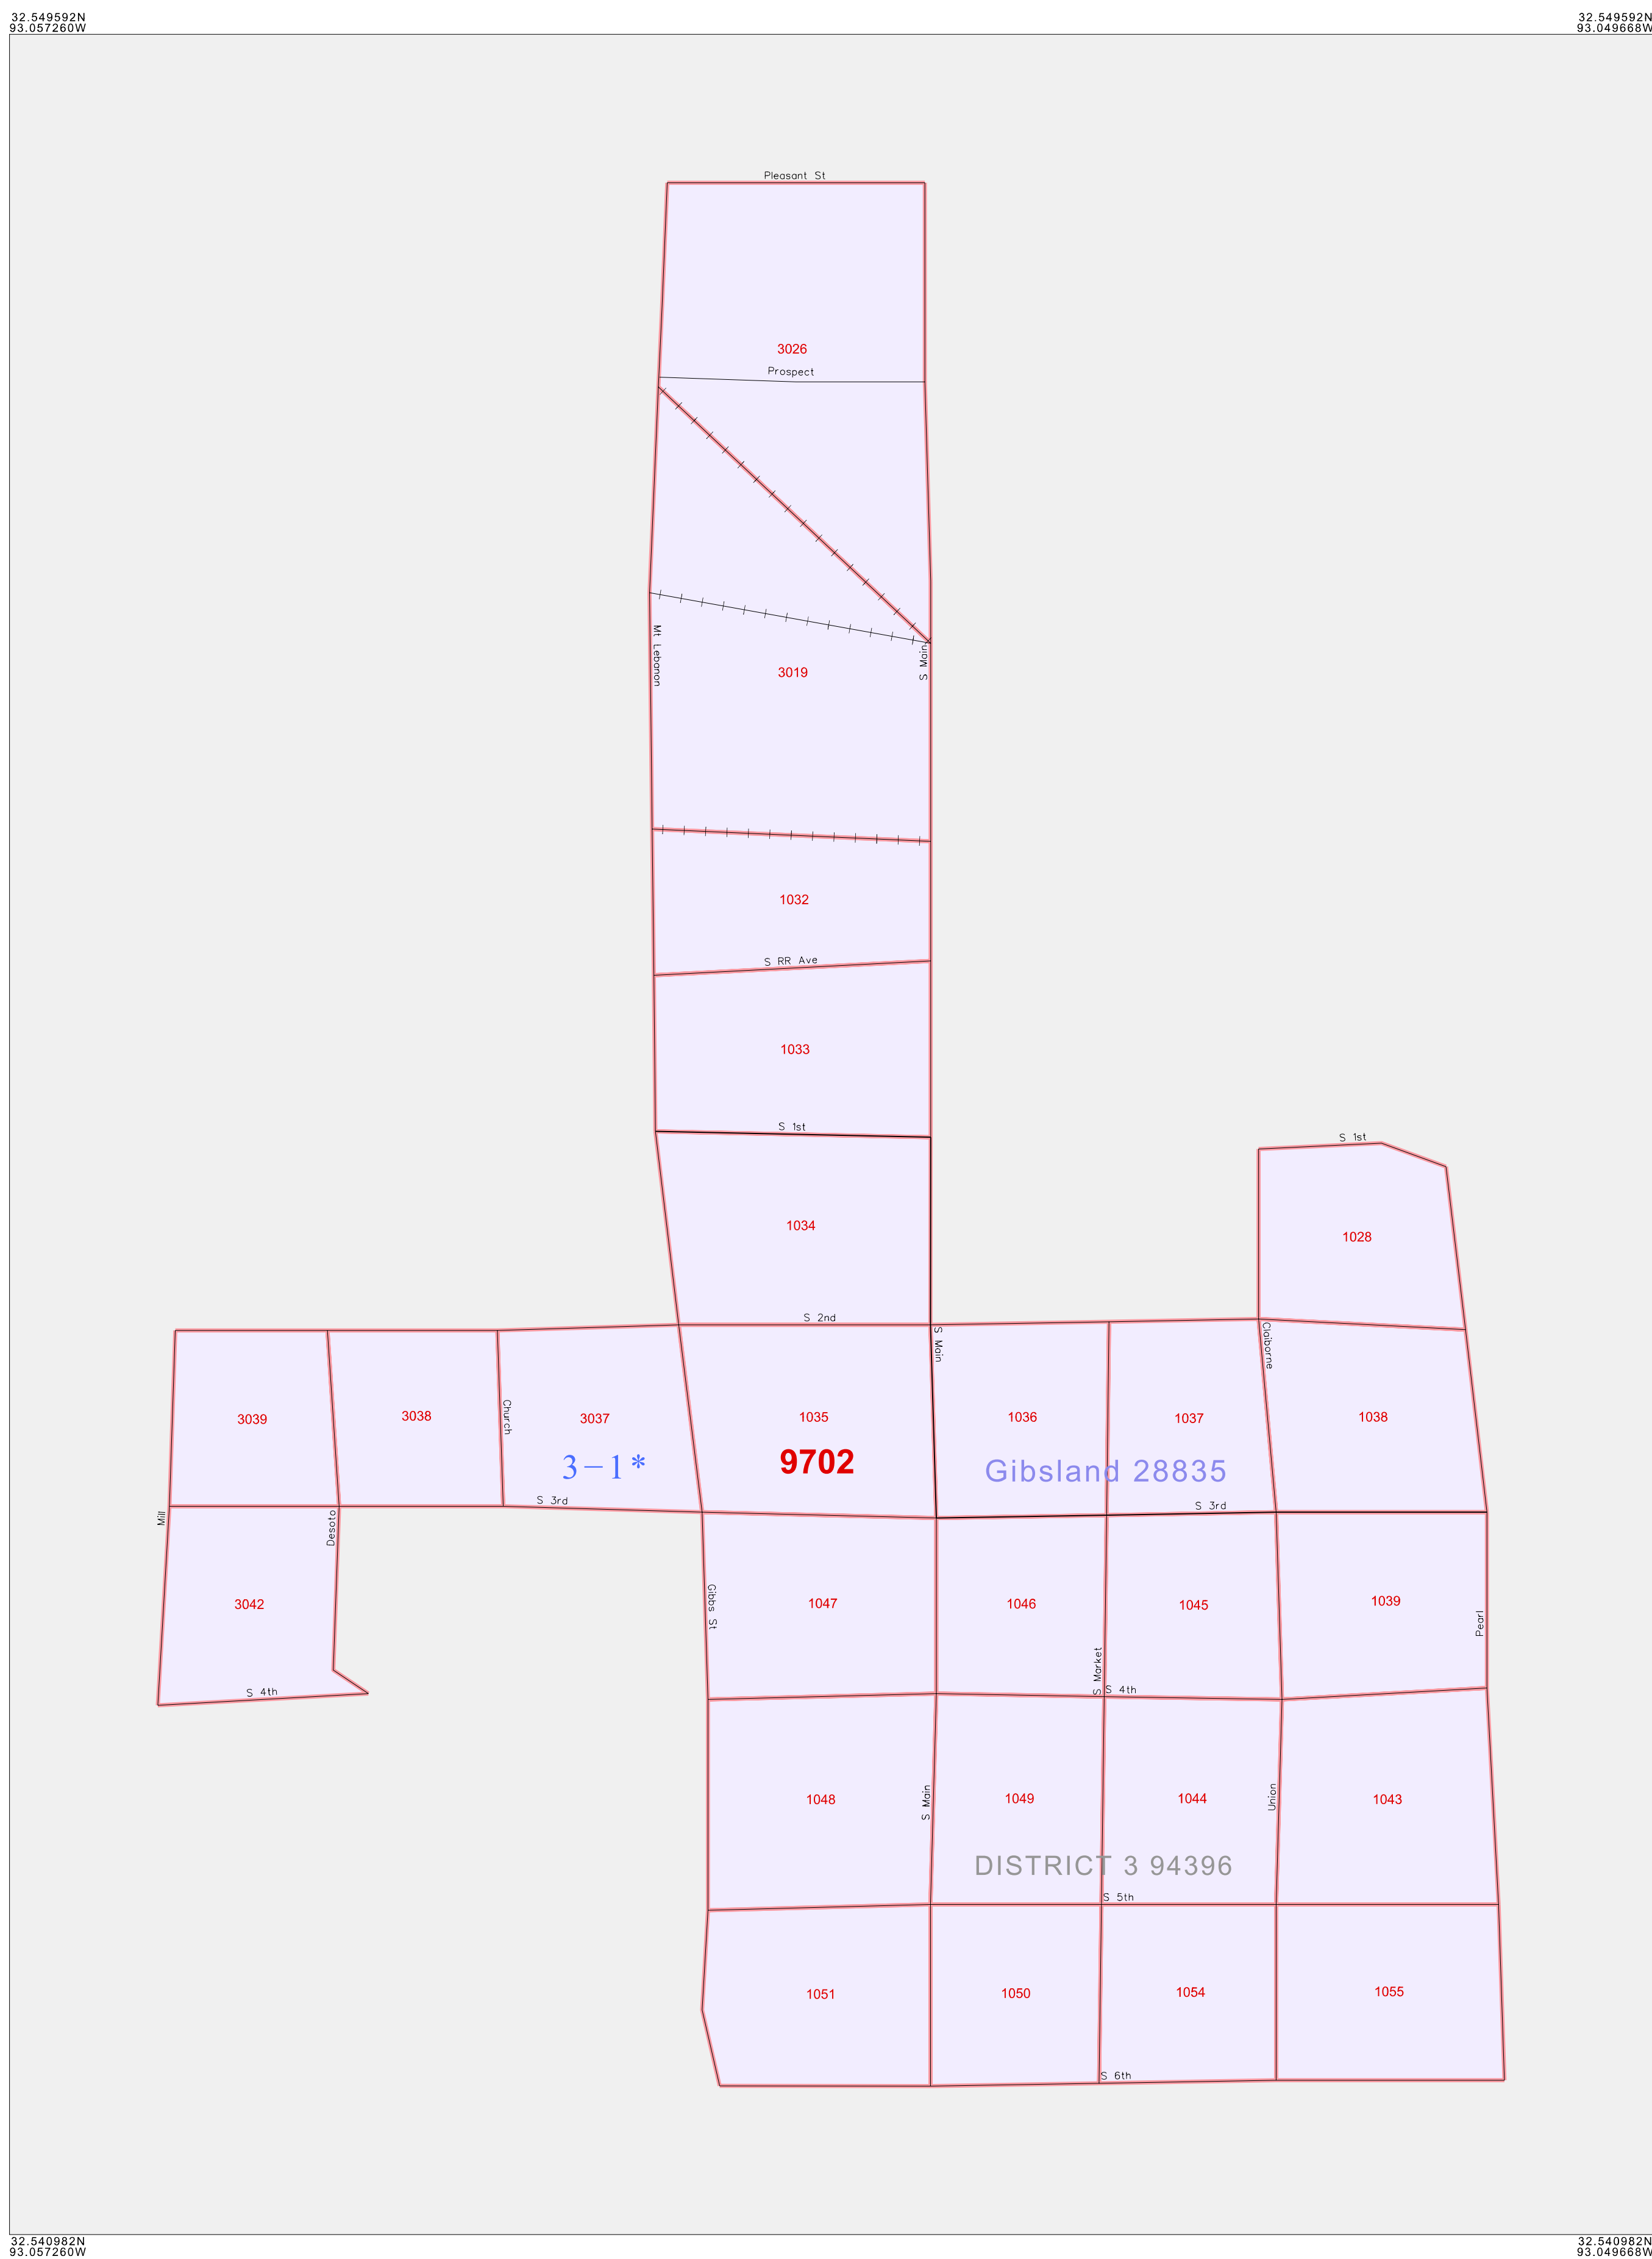 32.549592N
93.057260W
32.549592N
93.049668W
Pleasant St
3026
Prospect
Mt Lebanon
S Main
3019
1032
S RR Ave
1033
S 1st
S 1st
1034
1028
S 2nd
S Main
Claiborne
3039
3038
Church
3037
1035
1036
1037
1038
3-1*
9702
Gibsland 28835
S 3rd
S 3rd
Mill
Desoto
3042
Gibbs St
1047
1046
1045
1039
Pearl
S Market
S 4th
S 4th
1048
S Main
1049
1044
Union
1043
DISTRICT 3 94396
S 5th
1051
1050
1054
1055
S 6th
32.540982N
93.057260W
32.540982N
93.049668W